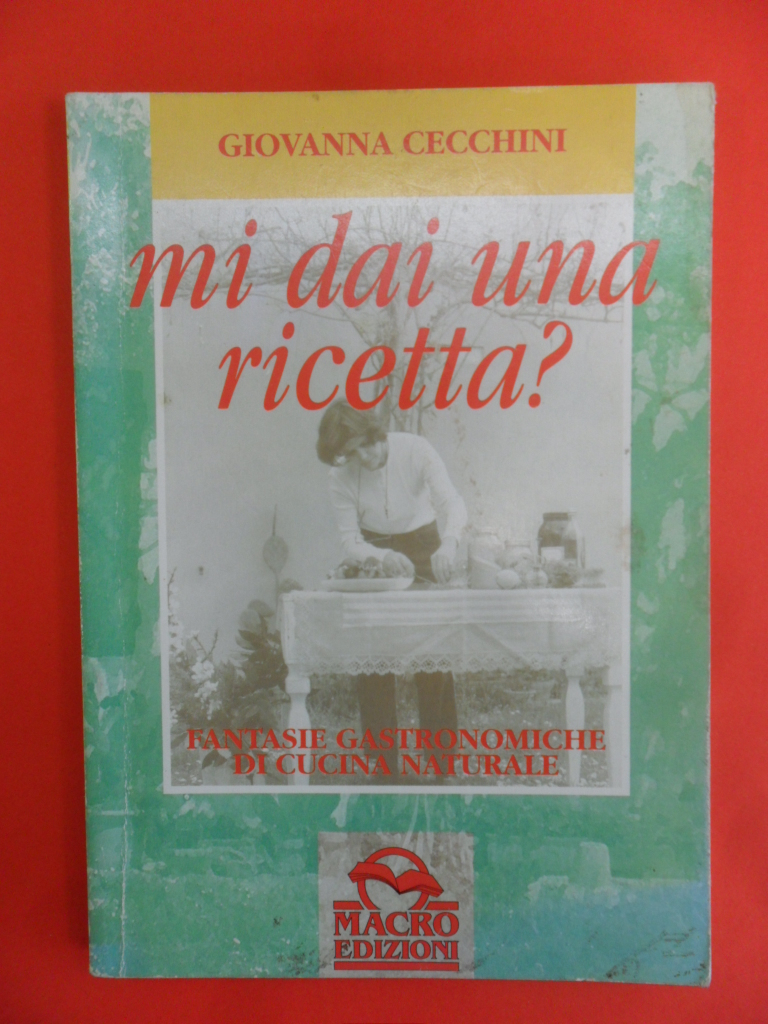 GIOVANNA CECCHINI
mi dai una
ricetta?
FANTASIE GASTRONOMICHE
DI CUCINA NATURALE
MACRO
EDIZIONI